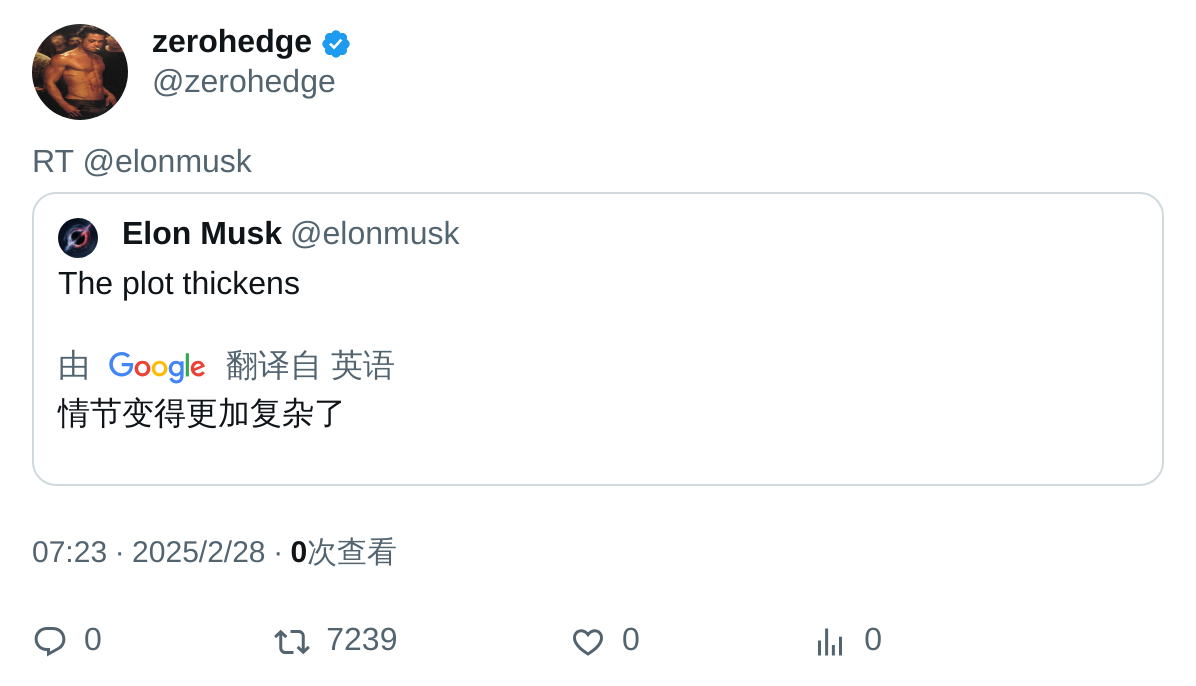 zerohedge
@zerohedge
RT @elonmusk
Elon Musk @elonmusk
The plot thickens
由 Google 翻译自 英语
情节变得更加复杂了
07:23 · 2025/2/28 · 0次查看
0 7239 0 0